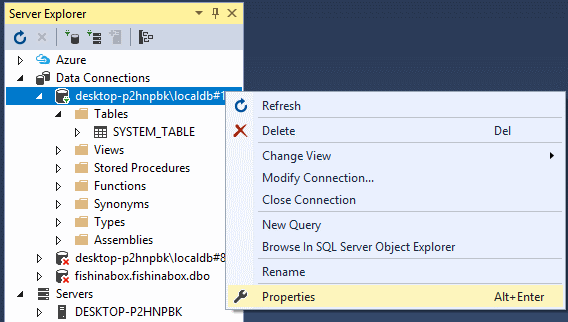 Server Explorer
Azure
Data Connections
desktop-p2hnpbk\localdb#1
Tables
SYSTEM_TABLE
Views
Stored Procedures
Functions
Synonyms
Types
Assemblies
desktop-p2hnpbk\localdb#8
fishinabox.fishinabox.dbo
Servers
DESKTOP-P2HNPBK
Refresh
Delete Del
Change View
Modify Connection...
Close Connection
New Query
Browse In SQL Server Object Explorer
Rename
Properties Alt+Enter